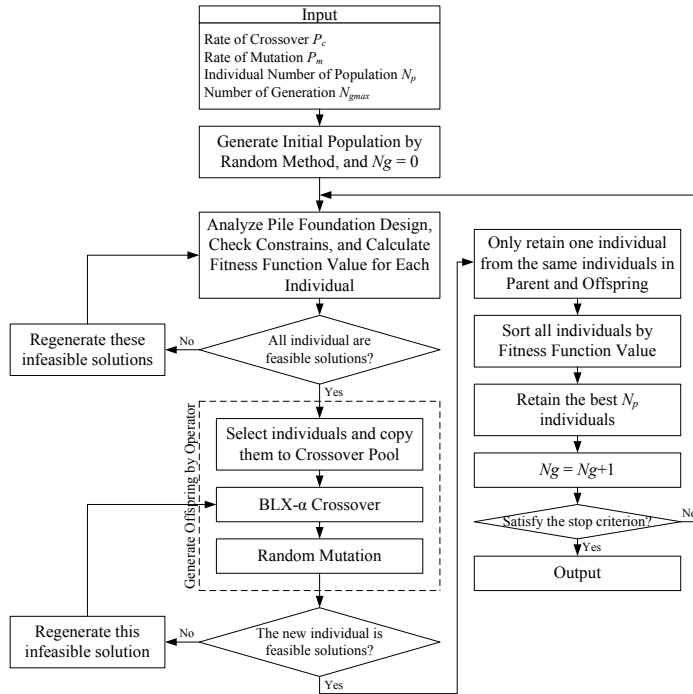 Input
Rate of Crossover Pc
Rate of Mutation Pm
Individual Number of Population Np
Number of Generation Ngmax
Generate Initial Population by
Random Method, and Ng = 0
Analyze Pile Foundation Design,
Check Constrains, and Calculate
Fitness Function Value for Each
Individual
All individual are
feasible solutions?
No
Regenerate these
infeasible solutions
Yes
Generate Offspring by Operator
Select individuals and copy
them to Crossover Pool
BLX-α Crossover
Random Mutation
The new individual is
feasible solutions?
No
Regenerate this
infeasible solution
Yes
Only retain one individual
from the same individuals in
Parent and Offspring
Sort all individuals by
Fitness Function Value
Retain the best Np
individuals
Ng = Ng+1
Satisfy the stop criterion?
No
Yes
Output